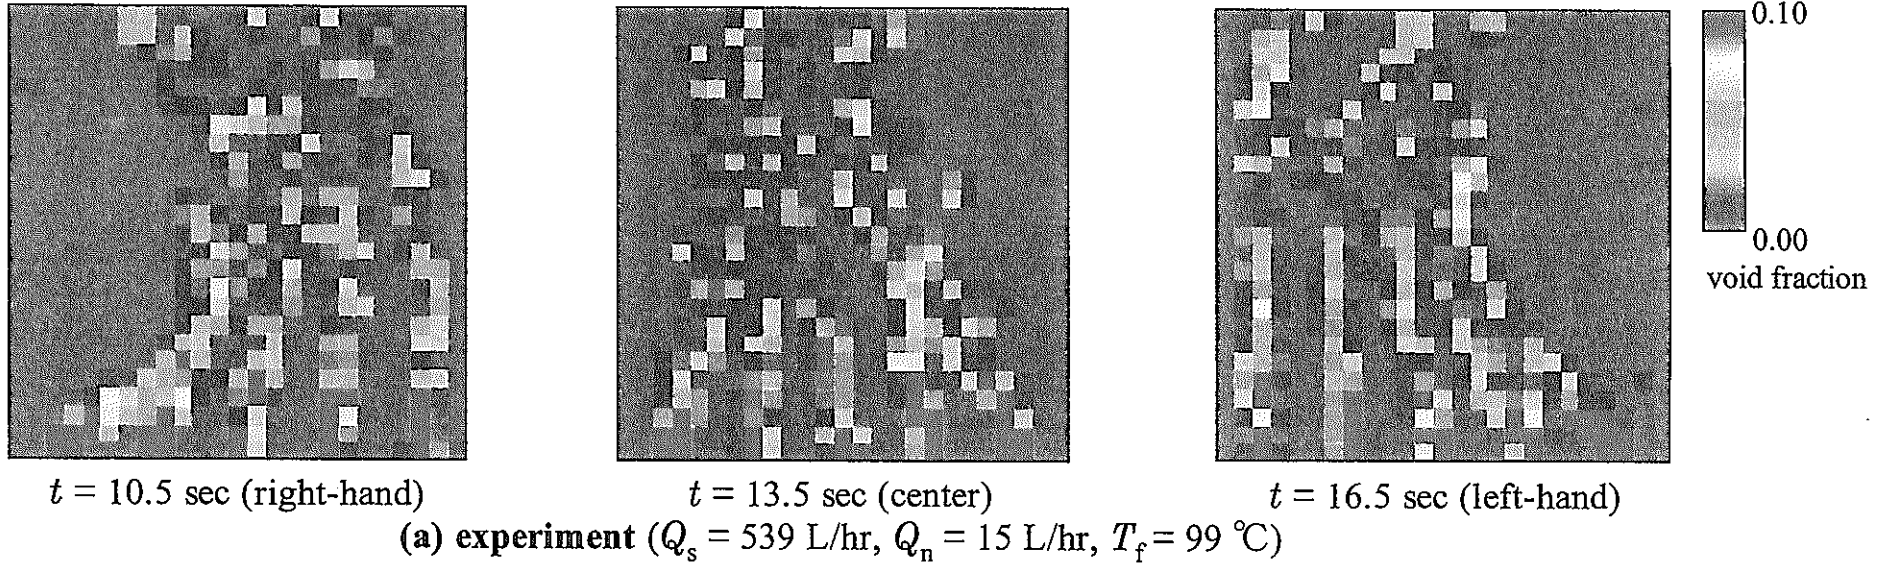 0.10
0.00
void fraction
t = 10.5 sec (right-hand)
t = 13.5 sec (center)
t = 16.5 sec (left-hand)
(a) experiment (Qs = 539 L/hr, Qn = 15 L/hr, Tf = 99 ℃)